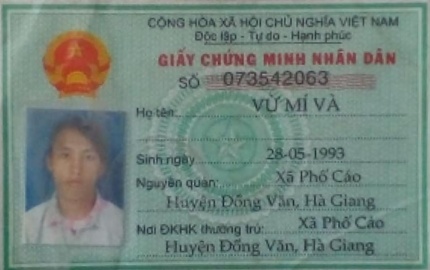 CỘNG HÒA XÃ HỘI CHỦ NGHĨA VIỆT NAM
Độc lập - Tự do - Hạnh phúc
GIẤY CHỨNG MINH NHÂN DÂN
SỐ 073542063
Họ tên: VỪ MÍ VÀ
Sinh ngày 28-05-1993
Nguyên quán: Xã Phố Cáo
Huyện Đồng Văn, Hà Giang
Nơi ĐKHK thường trú: Xã Phố Cáo
Huyện Đồng Văn, Hà Giang